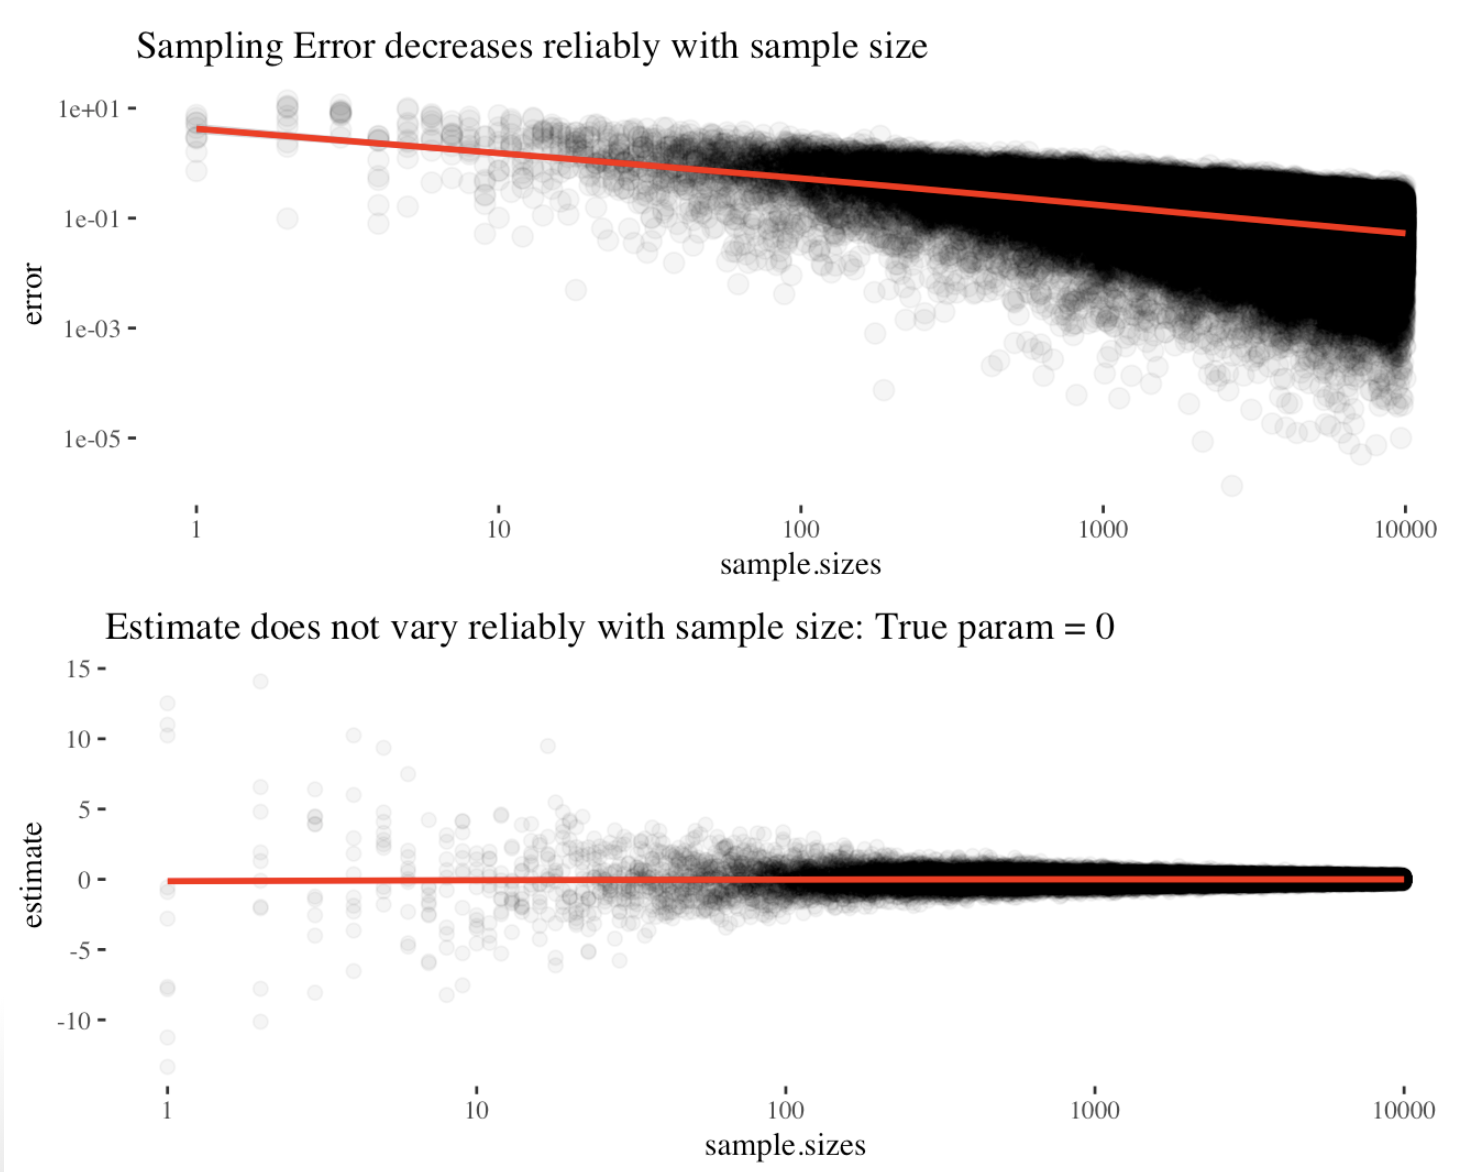 Sampling Error decreases reliably with sample size
1e+01
1e-01
1e-03
1e-05
error
1 10 100 1000 10000
sample.sizes
Estimate does not vary reliably with sample size: True param = 0
15
10
5
0
-5
-10
estimate
1 10 100 1000 10000
sample.sizes